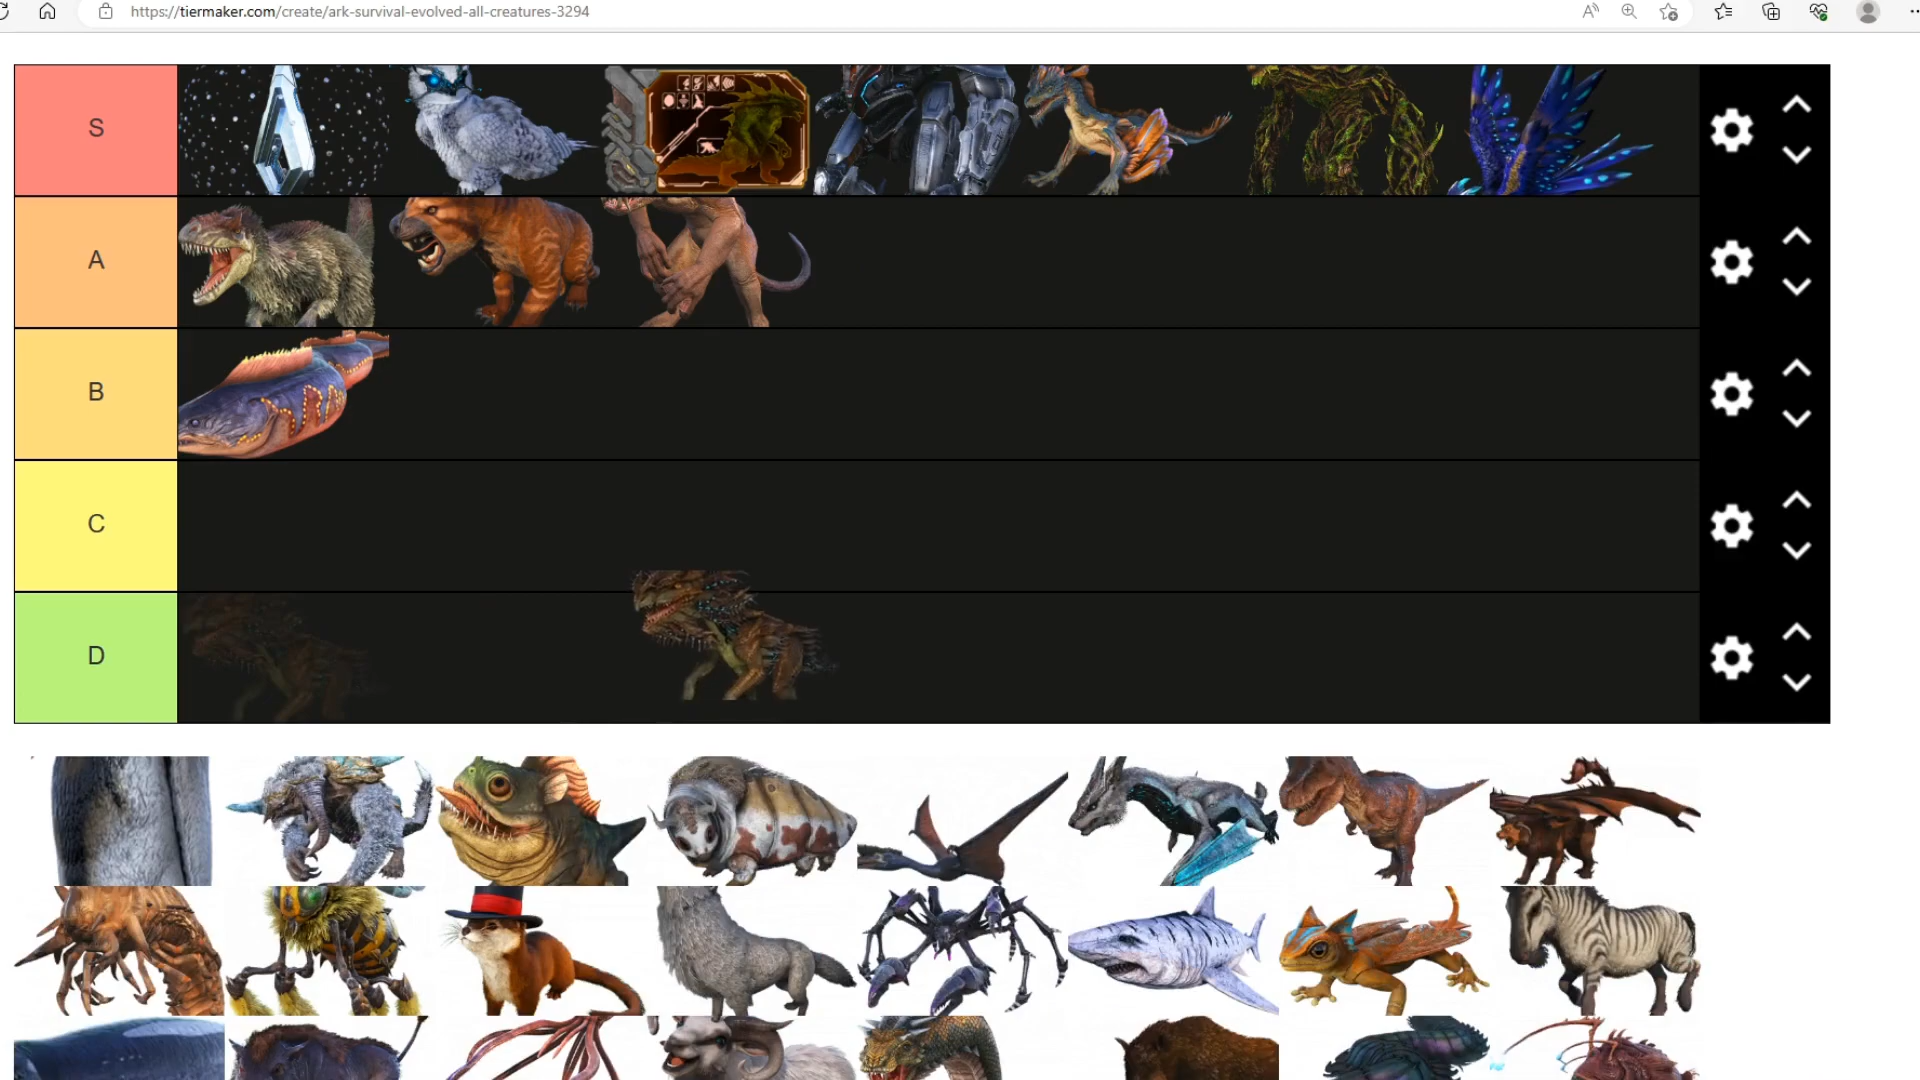 https://tiermaker.com/create/ark-survival-evolved-all-creatures-3294
S
A
B
C
D